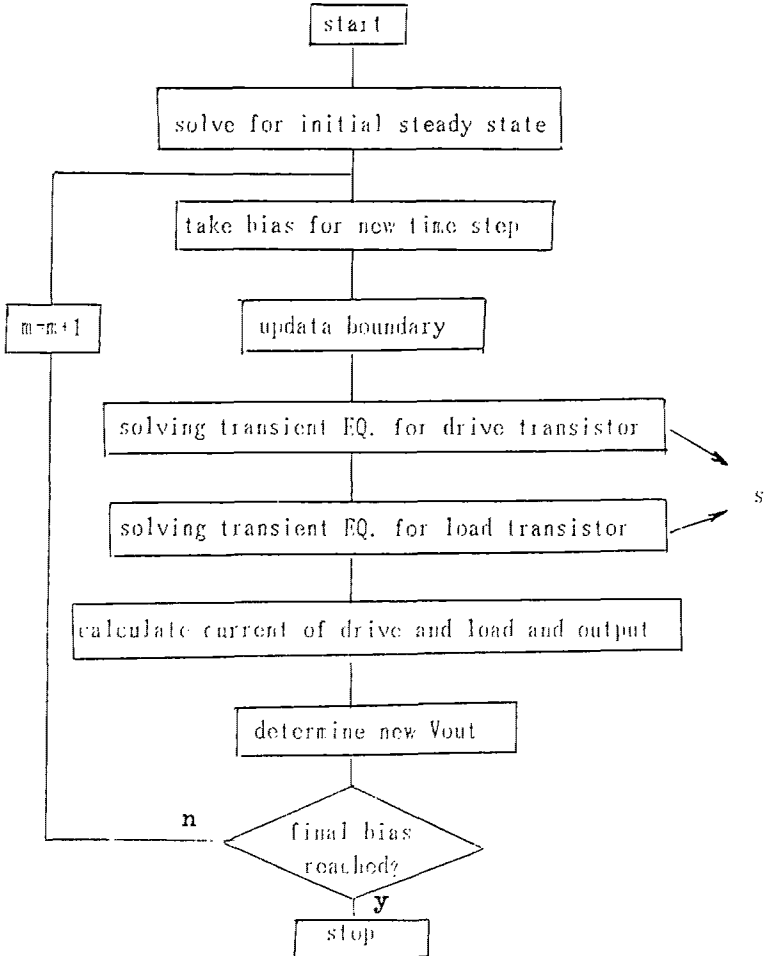 start
solve for initial steady state
take bias for new time step
m=m+1
updata boundary
solving transient EQ. for drive transistor
s
solving transient EQ. for load transistor
calculate current of drive and load and output
determine new Vout
n
final bias
reached?
y
stop